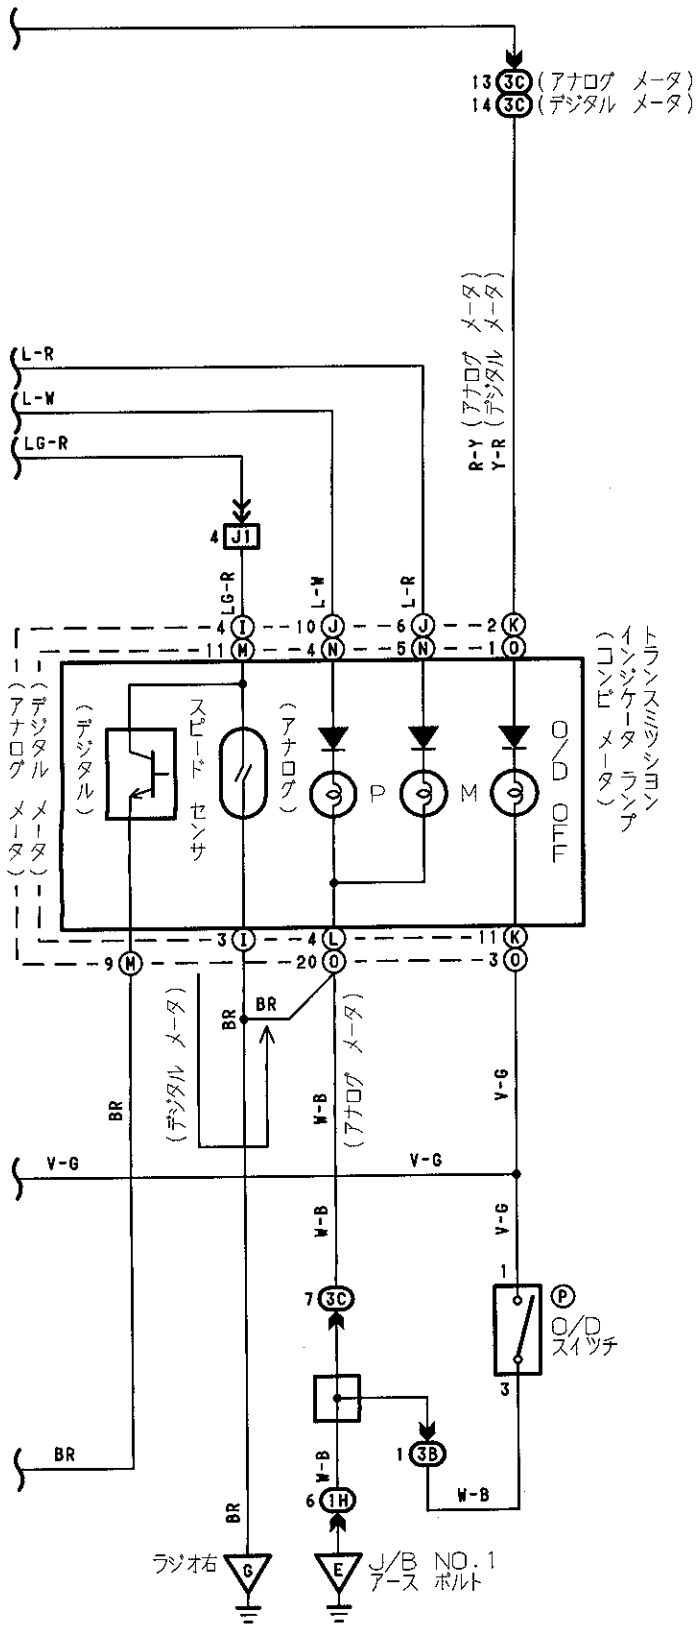 13 3C (アナログ メータ)
14 3C (デジタル メータ)
R-Y (アナログ メータ)
Y-R (デジタル メータ)
L-R
L-W
LG-R
4 J1
LG-R
L-W
L-R
4 I 10 J 6 J 2 K
11 M 4 N 5 N 1 O
トランスミッション
インジケータ ランプ
(コンビ メータ)
(アナログ メータ)
(デジタル メータ)
(デジタル)
スピード センサ
(アナログ)
P
M
O/D OFF
3 I 4 L 11 K
9 M 20 O 3 O
BR
BR
BR
(デジタル メータ)
W-B
(アナログ メータ)
V-G
V-G
V-G
W-B
V-G
7 3C
1
P
O/D
スイッチ
3
1 3B
W-B
W-B
BR
6 1H
BR
ラジオ右
G
E
J/B NO.1
アース ボルト